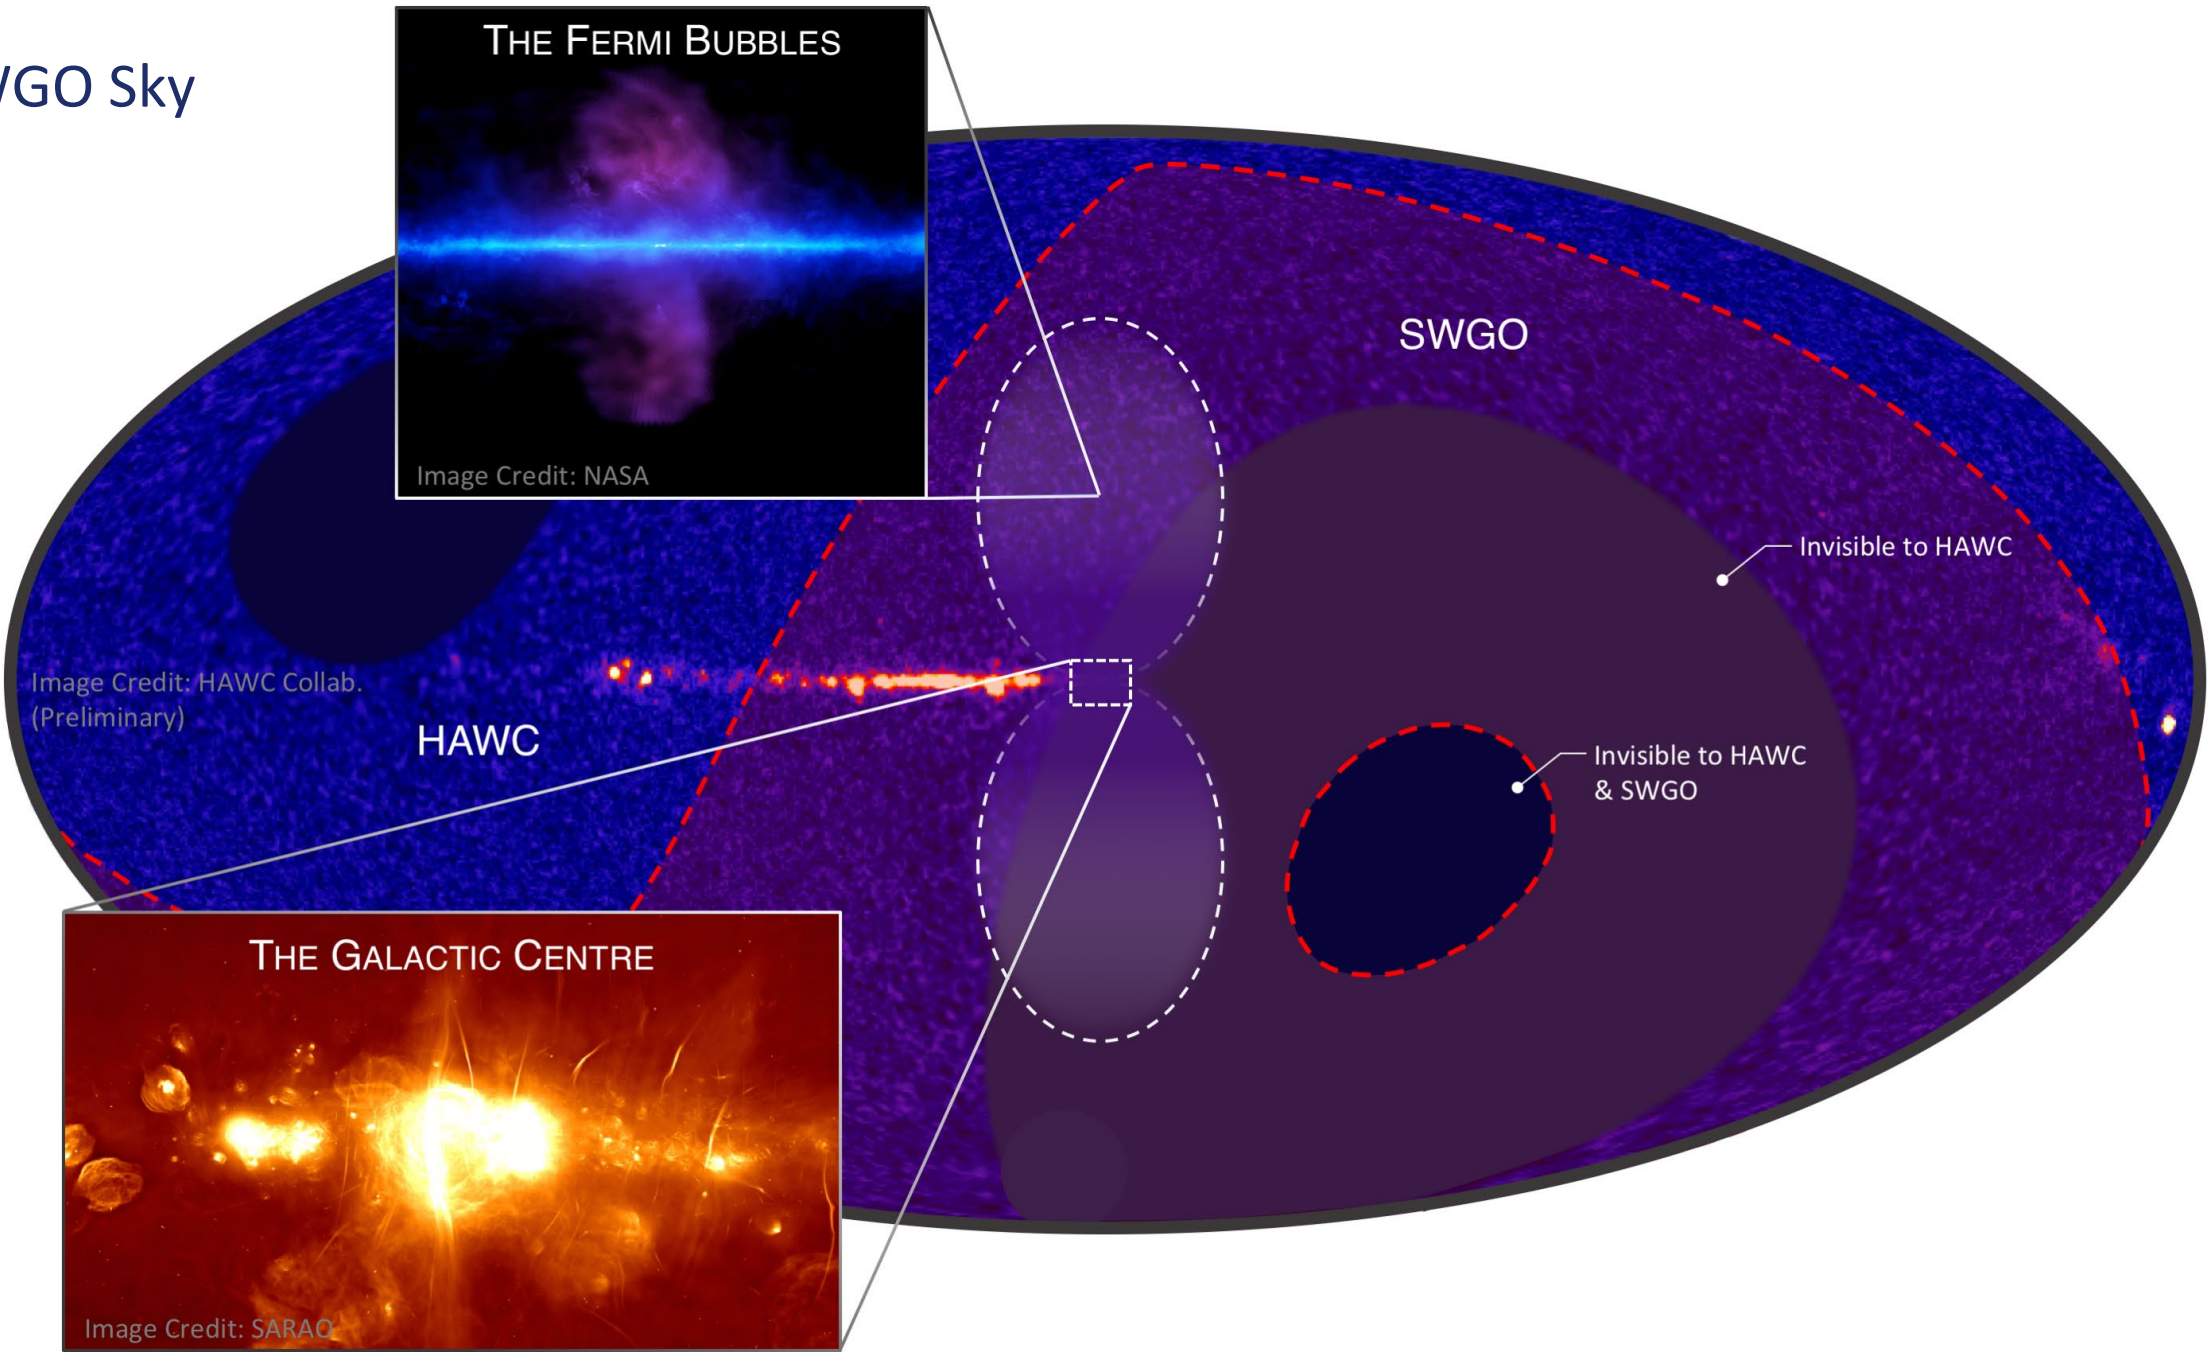 WGO Sky
THE FERMI BUBBLES
Image Credit: NASA
SWGO
Invisible to HAWC
Image Credit: HAWC Collab.
(Preliminary)
HAWC
Invisible to HAWC
& SWGO
THE GALACTIC CENTRE
Image Credit: SARAO